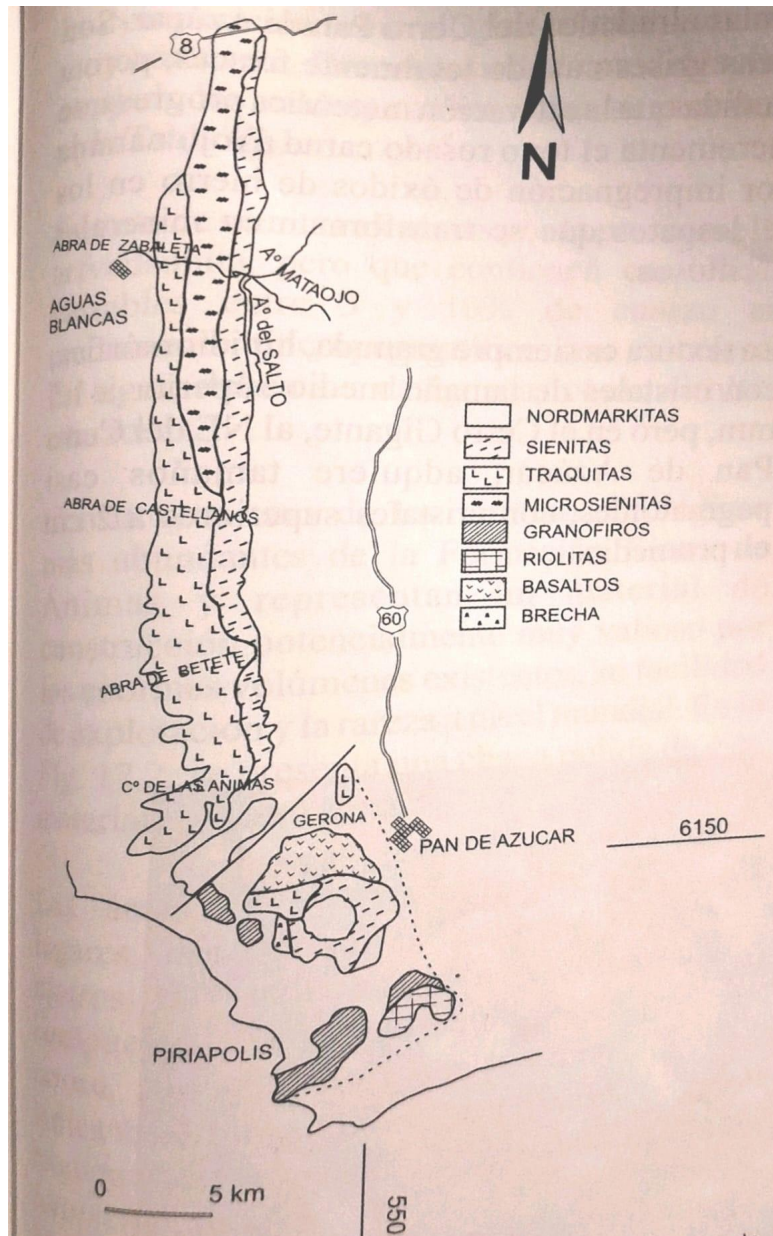 8
N
ABRA DE ZABALETA
Aº MATAOJO
AGUAS
BLANCAS
Aº del SALTO
NORDMARKITAS
SIENITAS
TRAQUITAS
MICROSIENITAS
GRANOFIROS
RIOLITAS
BASALTOS
BRECHA
ABRA DE CASTELLANOS
60
ABRA DE BETETE
Cº DE LAS ANIMAS
GERONA
PAN DE AZUCAR
6150
PIRIAPOLIS
0 5 km
550